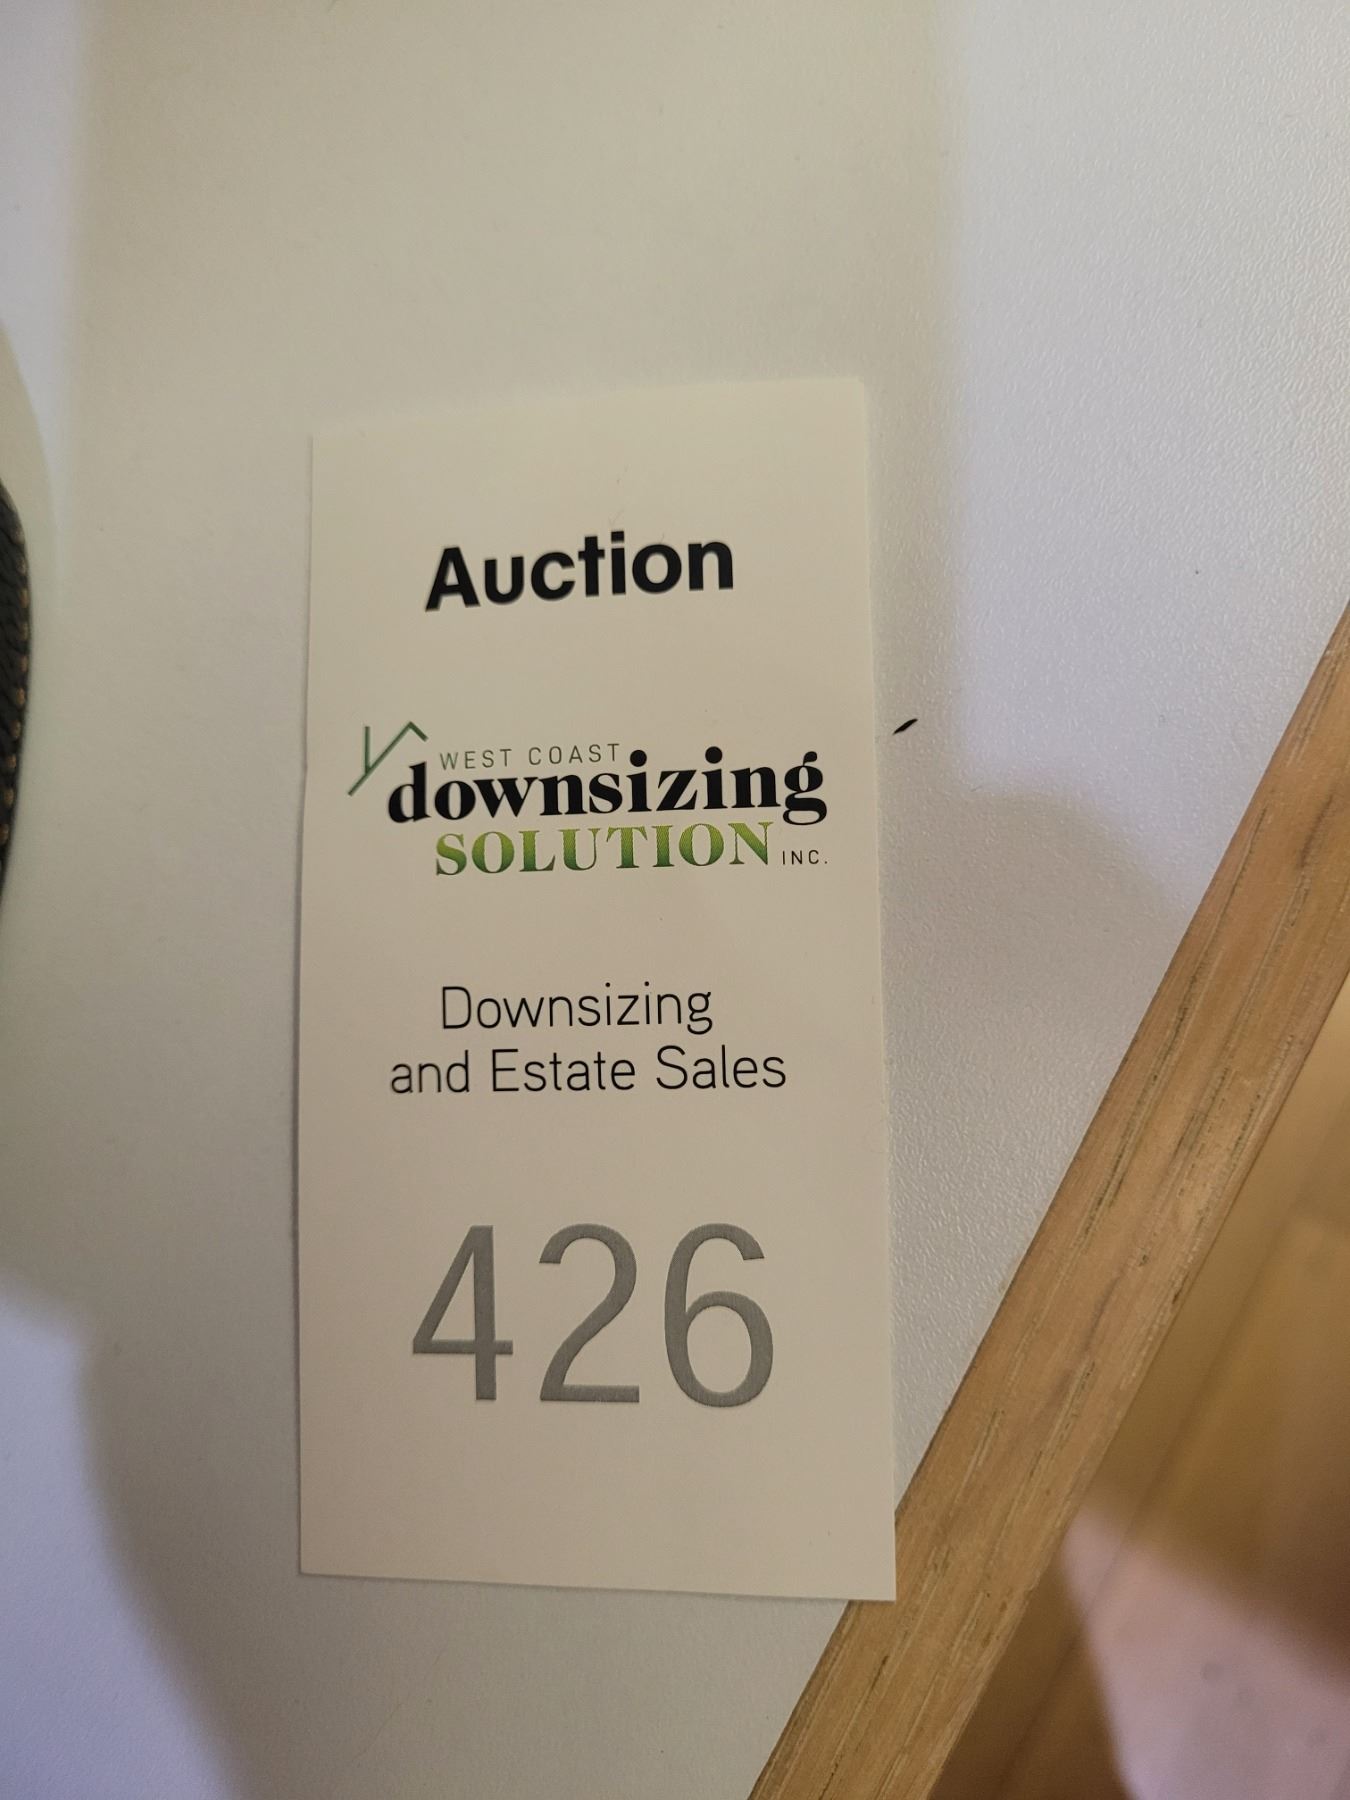 Auction
WEST COAST
downsizing
SOLUTION INC.
Downsizing
and Estate Sales
426